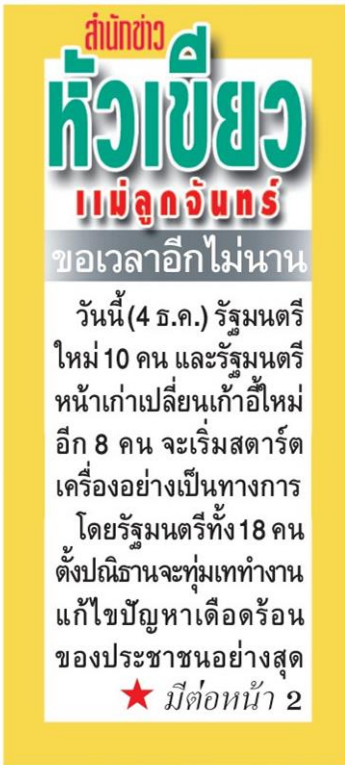 สำนักข่าว
หัวเขียว
แม่ลูกจันทร์
ขอเวลาอีกไม่นาน
วันนี้ (4 ธ.ค.) รัฐมนตรี
ใหม่ 10 คน และรัฐมนตรี
หน้าเก่าเปลี่ยนเก้าอี้ใหม่
อีก 8 คน จะเริ่มสตาร์ต
เครื่องอย่างเป็นทางการ
โดยรัฐมนตรีทั้ง 18 คน
ตั้งปณิธานจะทุ่มเททำงาน
แก้ไขปัญหาเดือดร้อน
ของประชาชนอย่างสุด
★ มีต่อหน้า 2